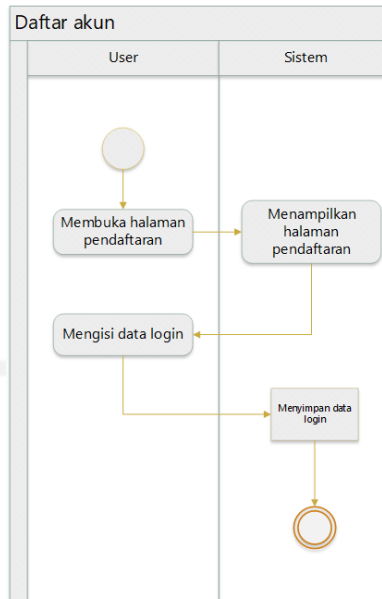 Daftar akun
User
Sistem
Membuka halaman
pendaftaran
Menampilkan
halaman
pendaftaran
Mengisi data login
Menyimpan data
login